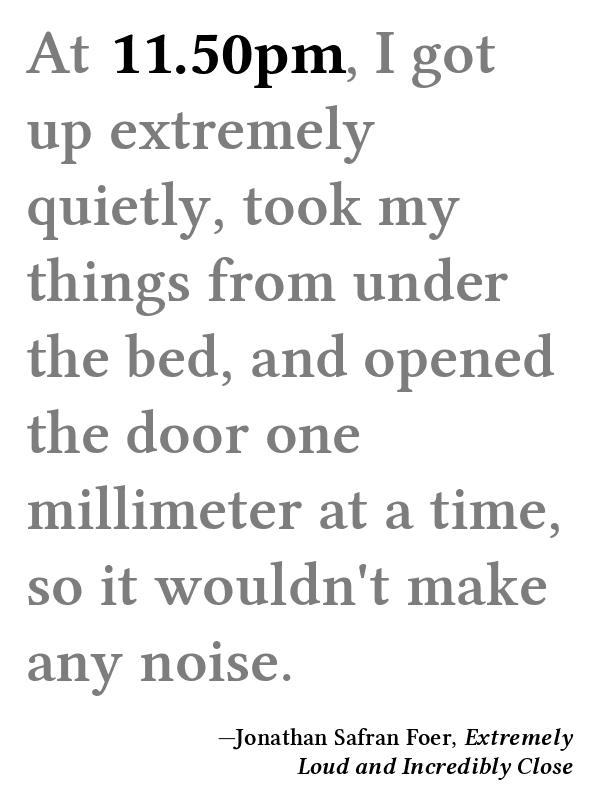 At 11.50pm, I got
up extremely
quietly, took my
things from under
the bed, and opened
the door one
millimeter at a time,
so it wouldn't make
any noise.
—Jonathan Safran Foer, Extremely
Loud and Incredibly Close